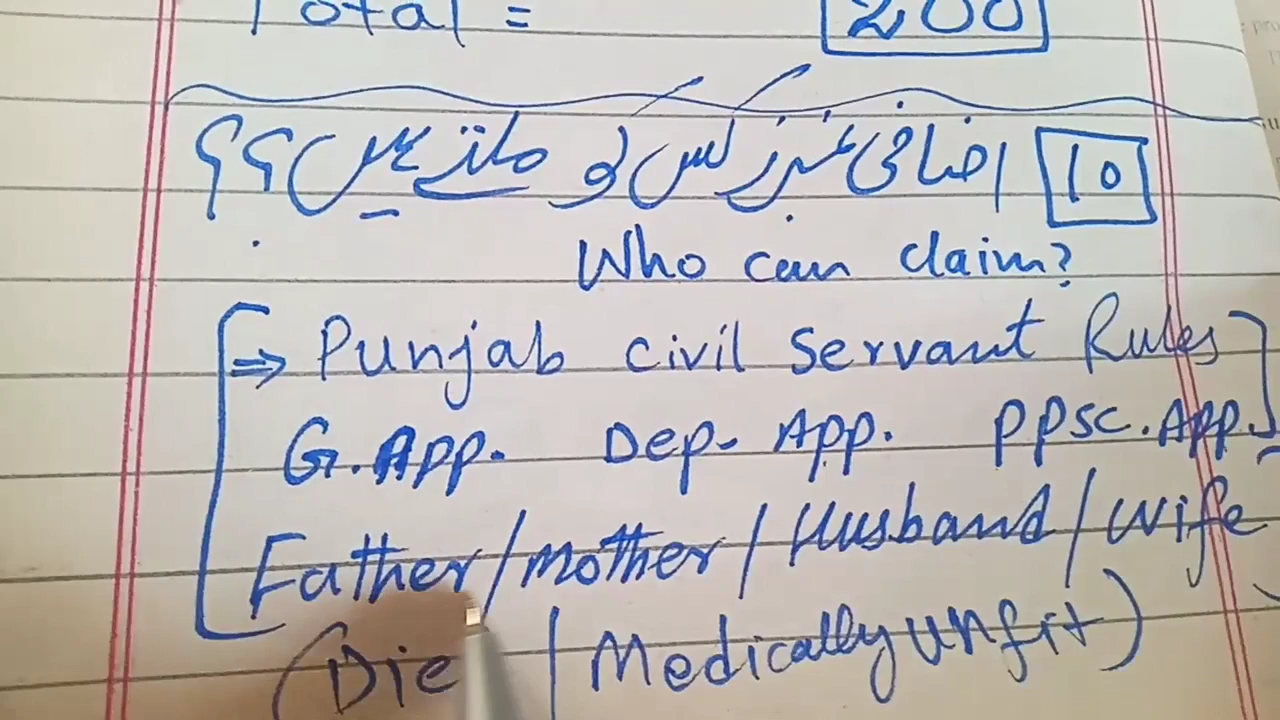 Total = 200
10 اضافی نمبرز کس کو ملتے ہیں؟؟
Who can claim?
⇒ Punjab civil Servant Rules
G.App. Dep. App. PPSC.App.
Father/Mother/Husband/Wife
(Die / Medically unfit)